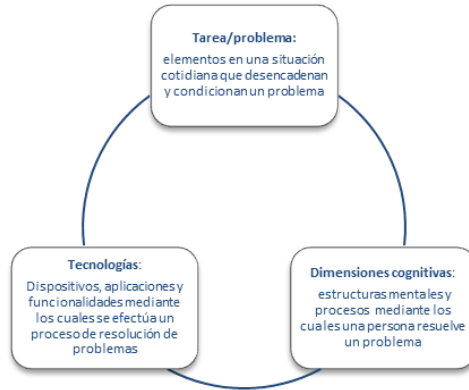 Tarea/problema:
elementos en una situación
cotidiana que desencadenan
y condicionan un problema
Tecnologías:
Dispositivos, aplicaciones y
funcionalidades mediante
los cuales se efectúa un
proceso de resolución de
problemas
Dimensiones cognitivas:
estructuras mentales y
procesos mediante los
cuales una persona resuelve
un problema